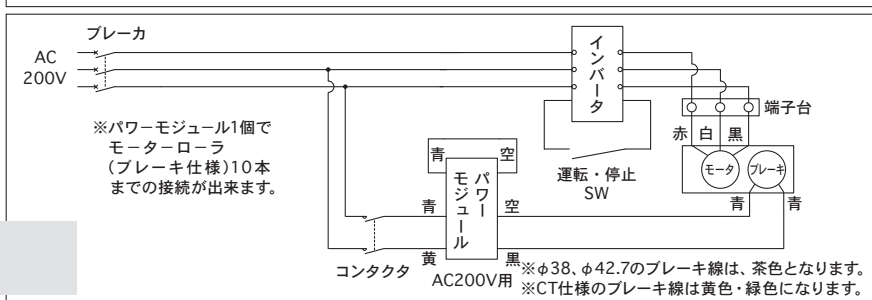 ブレーカ
AC
200V
インバータ
※パワーモジュール1個で
モーターローラ
(ブレーキ仕様)10本
までの接続が出来ます。
端子台
赤 白 黒
モータ
ブレーキ
青 青
運転・停止
SW
青 空
パワー
モジュール
青 空
黄 黒
コンタクタ
AC200V用
※φ38、φ42.7のブレーキ線は、茶色となります。
※CT仕様のブレーキ線は黄色・緑色になります。